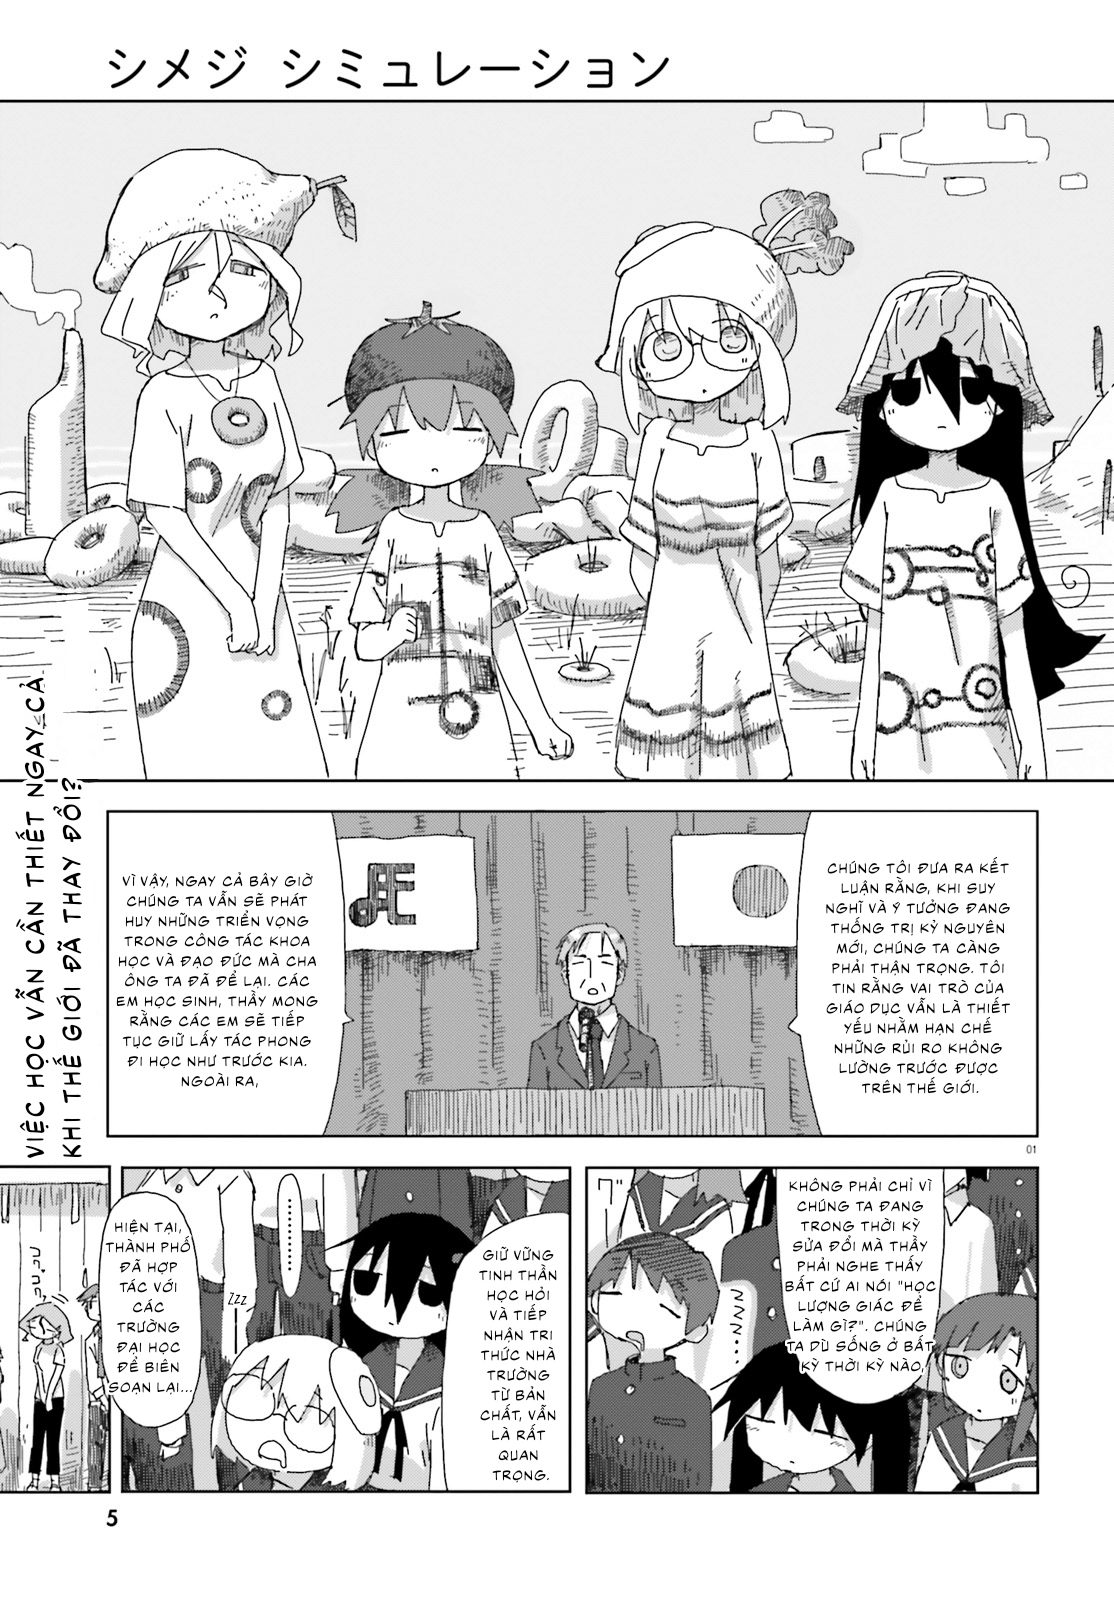 シメジ シミュレーション
VIỆC HỌC VẪN CẦN THIẾT NGAY CẢ
KHI THẾ GIỚI ĐÃ THAY ĐỔI?
CHÚNG TÔI ĐƯA RA KẾT
LUẬN RẰNG, KHI SUY
NGHĨ VÀ Ý TƯỞNG ĐANG
THỐNG TRỊ KỶ NGUYÊN
MỚI, CHÚNG TA CÀNG
PHẢI THẬN TRỌNG. TÔI
TIN RẰNG VAI TRÒ CỦA
GIÁO DỤC VẪN LÀ THIẾT
YẾU NHẰM HẠN CHẾ
NHỮNG RỦI RO KHÔNG
LƯỜNG TRƯỚC ĐƯỢC
TRÊN THẾ GIỚI.
VÌ VẬY, NGAY CẢ BÂY GIỜ
CHÚNG TA VẪN SẼ PHÁT
HUY NHỮNG TRIỂN VỌNG
TRONG CÔNG TÁC KHOA
HỌC VÀ ĐẠO ĐỨC MÀ CHA
ÔNG TA ĐÃ ĐỂ LẠI. CÁC
EM HỌC SINH, THẦY MONG
RẰNG CÁC EM SẼ TIẾP
TỤC GIỮ LẤY TÁC PHONG
ĐI HỌC NHƯ TRƯỚC KIA.
NGOÀI RA,
01
KHÔNG PHẢI CHỈ VÌ
CHÚNG TA ĐANG
TRONG THỜI KỲ
SỬA ĐỔI MÀ THẦY
PHẢI NGHE THẤY
BẤT CỨ AI NÓI "HỌC
LƯỢNG GIÁC ĐỂ
LÀM GÌ?". CHÚNG
TA DÙ SỐNG Ở BẤT
KỲ THỜI KỲ NÀO,
GIỮ VỮNG
TINH THẦN
HỌC HỎI
VÀ TIẾP
NHẬN TRI
THỨC NHÀ
TRƯỜNG
TỪ BẢN
CHẤT, VẪN
LÀ RẤT
QUAN
TRỌNG.
.........
zzz
HIỆN TẠI,
THÀNH PHỐ
ĐÃ HỢP
TÁC VỚI
CÁC
TRƯỜNG
ĐẠI HỌC
ĐỂ BIÊN
SOẠN LẠI...
5